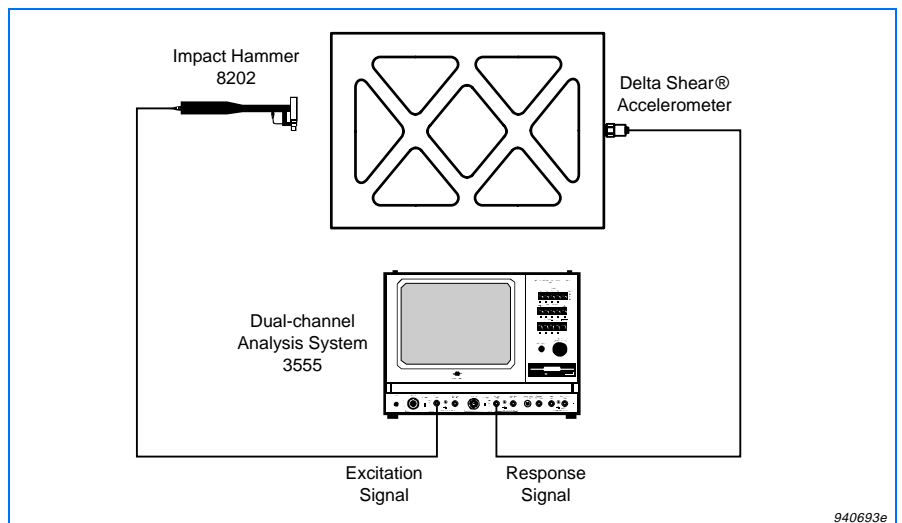 Impact Hammer
8202
Delta Shear®
Accelerometer
Dual-channel
Analysis System
3555
Excitation
Signal
Response
Signal
940693e